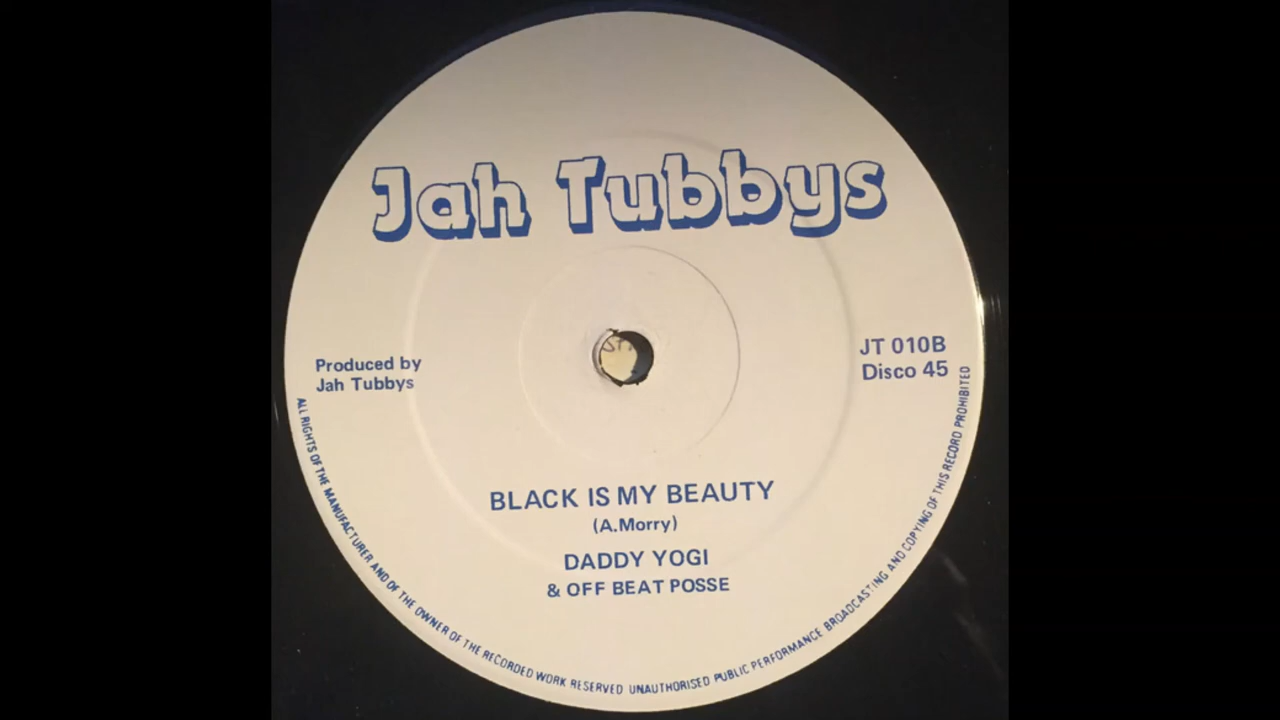 Jah Tubbys
Produced by
Jah Tubbys
JT 010B
Disco 45
BLACK IS MY BEAUTY
(A.Morry)
DADDY YOGI
& OFF BEAT POSSE
ALL RIGHTS OF THE MANUFACTURER AND OF THE OWNER OF THE RECORDED WORK RESERVED UNAUTHORISED PUBLIC PERFORMANCE BROADCASTING AND COPYING OF THIS RECORD PROHIBITED